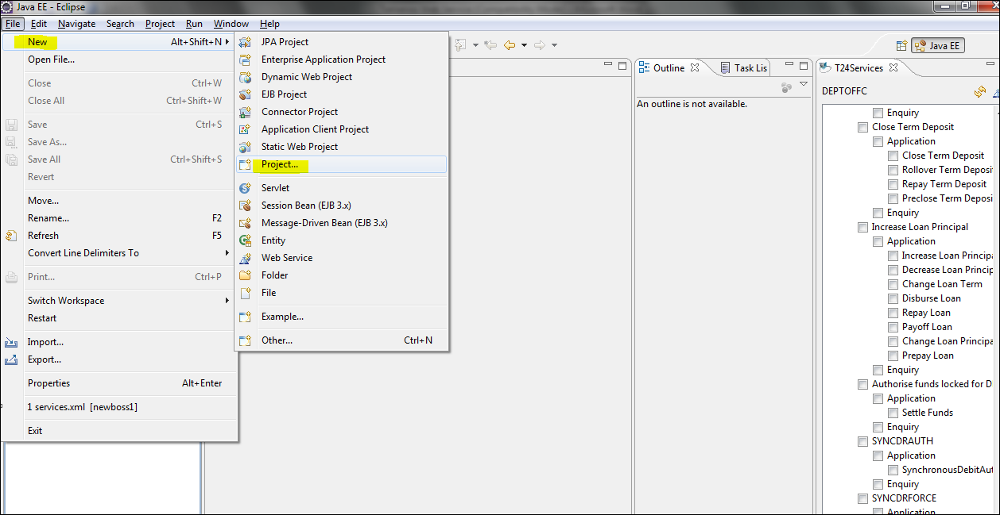 Java EE - Eclipse
File Edit Navigate Search Project Run Window Help
New Alt+Shift+N
Open File...
Close Ctrl+W
Close All Ctrl+Shift+W
Save Ctrl+S
Save As...
Save All Ctrl+Shift+S
Revert
Move...
Rename... F2
Refresh F5
Convert Line Delimiters To
Print... Ctrl+P
Switch Workspace
Restart
Import...
Export...
Properties Alt+Enter
1 services.xml [newboss1]
Exit
JPA Project
Enterprise Application Project
Dynamic Web Project
EJB Project
Connector Project
Application Client Project
Static Web Project
Project...
Servlet
Session Bean (EJB 3.x)
Message-Driven Bean (EJB 3.x)
Entity
Web Service
Folder
File
Example...
Other... Ctrl+N
Java EE
Outline Task Lis
An outline is not available.
T24Services
DEPTOFFC
Enquiry
Close Term Deposit
Application
Close Term Deposit
Rollover Term Deposi
Repay Term Deposit
Preclose Term Deposi
Enquiry
Increase Loan Principal
Application
Increase Loan Principa
Decrease Loan Princip
Change Loan Term
Disburse Loan
Repay Loan
Payoff Loan
Change Loan Principa
Prepay Loan
Enquiry
Authorise funds locked for D
Application
Settle Funds
Enquiry
SYNCDRAUTH
Application
SynchronousDebitAut
Enquiry
SYNCDRFORCE
Application